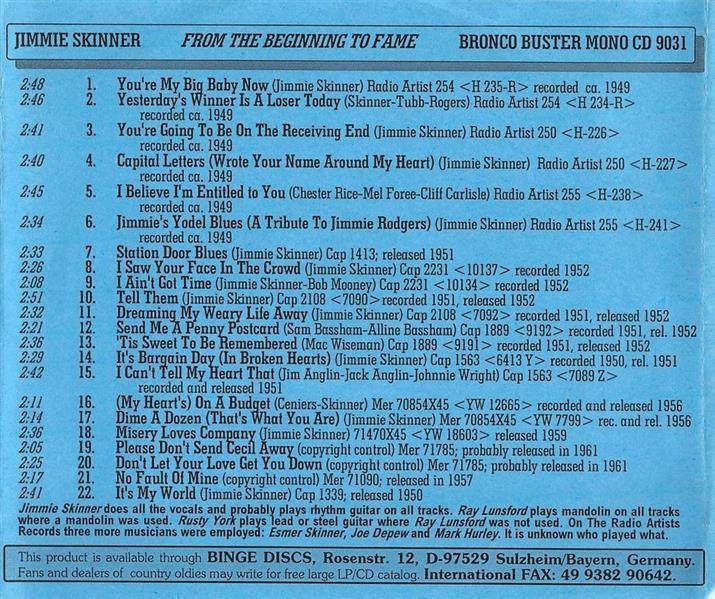 JIMMIE SKINNER FROM THE BEGINNING TO FAME BRONCO BUSTER MONO CD 9031
2:48 1. You're My Big Baby Now (Jimmie Skinner) Radio Artist 254 <H 235-R> recorded ca. 1949
2:46 2. Yesterday's Winner Is A Loser Today (Skinner-Tubb-Rogers) Radio Artist 254 <H 234-R>
recorded ca. 1949
2:41 3. You're Going To Be On The Receiving End (Jimmie Skinner) Radio Artist 250 <H-226>
recorded ca. 1949
2:40 4. Capital Letters (Wrote Your Name Around My Heart) (Jimmie Skinner) Radio Artist 250 <H-227>
recorded ca. 1949
2:45 5. I Believe I'm Entitled to You (Chester Rice-Mel Foree-Cliff Carlisle) Radio Artist 255 <H-238>
recorded ca. 1949
2:34 6. Jimmie's Yodel Blues (A Tribute To Jimmie Rodgers) (Jimmie Skinner) Radio Artist 255 <H-241>
recorded ca. 1949
2:33 7. Station Door Blues (Jimmie Skinner) Cap 1413; released 1951
2:26 8. I Saw Your Face In The Crowd (Jimmie Skinner) Cap 2231 <10137> recorded 1952
2:08 9. I Ain't Got Time (Jimmie Skinner-Bob Mooney) Cap 2231 <10134> recorded 1952
2:51 10. Tell Them (Jimmie Skinner) Cap 2108 <7090>recorded 1951, released 1952
2:32 11. Dreaming My Weary Life Away (Jimmie Skinner) Cap 2108 <7092> recorded 1951, released 1952
2:21 12. Send Me A Penny Postcard (Sam Bassham-Alline Bassham) Cap 1889 <9192> recorded 1951, rel. 1952
2:36 13. 'Tis Sweet To Be Remembered (Mac Wiseman) Cap 1889 <9191> recorded 1951, released 1952
2:29 14. It's Bargain Day (In Broken Hearts) (Jimmie Skinner) Cap 1563 <6413 Y> recorded 1950, rel. 1951
2:42 15. I Can't Tell My Heart That (Jim Anglin-Jack Anglin-Johnnie Wright) Cap 1563 <7089 Z>
recorded and released 1951
2:11 16. (My Heart's) On A Budget (Ceniers-Skinner) Mer 70854X45 <YW 12665> recorded and released 1956
2:14 17. Dime A Dozen (That's What You Are) (Jimmie Skinner) Mer 70854X45 <YW 7799> rec. and rel. 1956
2:36 18. Misery Loves Company (Jimmie Skinner) 71470X45 <YW 18603> released 1959
2:05 19. Please Don't Send Cecil Away (copyright control) Mer 71785; probably released in 1961
2:25 20. Don't Let Your Love Get You Down (copyright control) Mer 71785; probably released in 1961
2:17 21. No Fault Of Mine (copyright control) Mer 71090, released in 1957
2:41 22. It's My World (Jimmie Skinner) Cap 1339; released 1950
Jimmie Skinner does all the vocals and probably plays rhythm guitar on all tracks. Ray Lunsford plays mandolin on all tracks
where a mandolin was used. Rusty York plays lead or steel guitar where Ray Lunsford was not used. On The Radio Artists
Records three more musicians were employed: Esmer Skinner, Joe Depew and Mark Hurley. It is unknown who played what.
This product is available through BINGE DISCS, Rosenstr. 12, D-97529 Sulzheim/Bayern, Germany.
Fans and dealers of country oldies may write for free large LP/CD catalog. International FAX: 49 9382 90642.